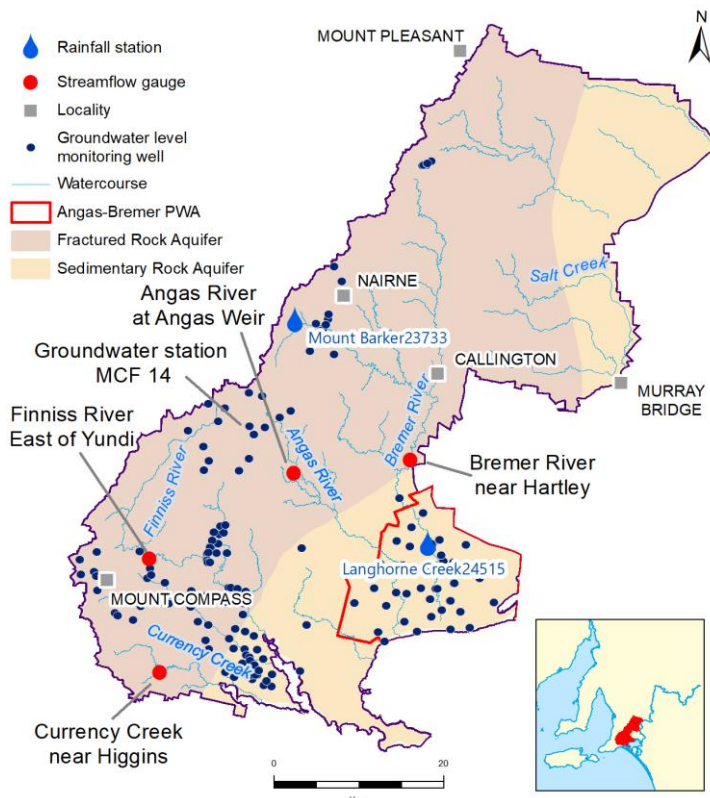 Rainfall station
Streamflow gauge
Locality
Groundwater level
monitoring well
Watercourse
Angas-Bremer PWA
Fractured Rock Aquifer
Sedimentary Rock Aquifer
MOUNT PLEASANT
N
Salt Creek
NAIRNE
Angas River
at Angas Weir
Mount Barker23733
Groundwater station
MCF 14
CALLINGTON
MURRAY
BRIDGE
Finniss River
East of Yundi
Bremer River
Angas River
Finniss River
Bremer River
near Hartley
Langhorne Creek24515
MOUNT COMPASS
Currency Creek
Currency Creek
near Higgins
0
20